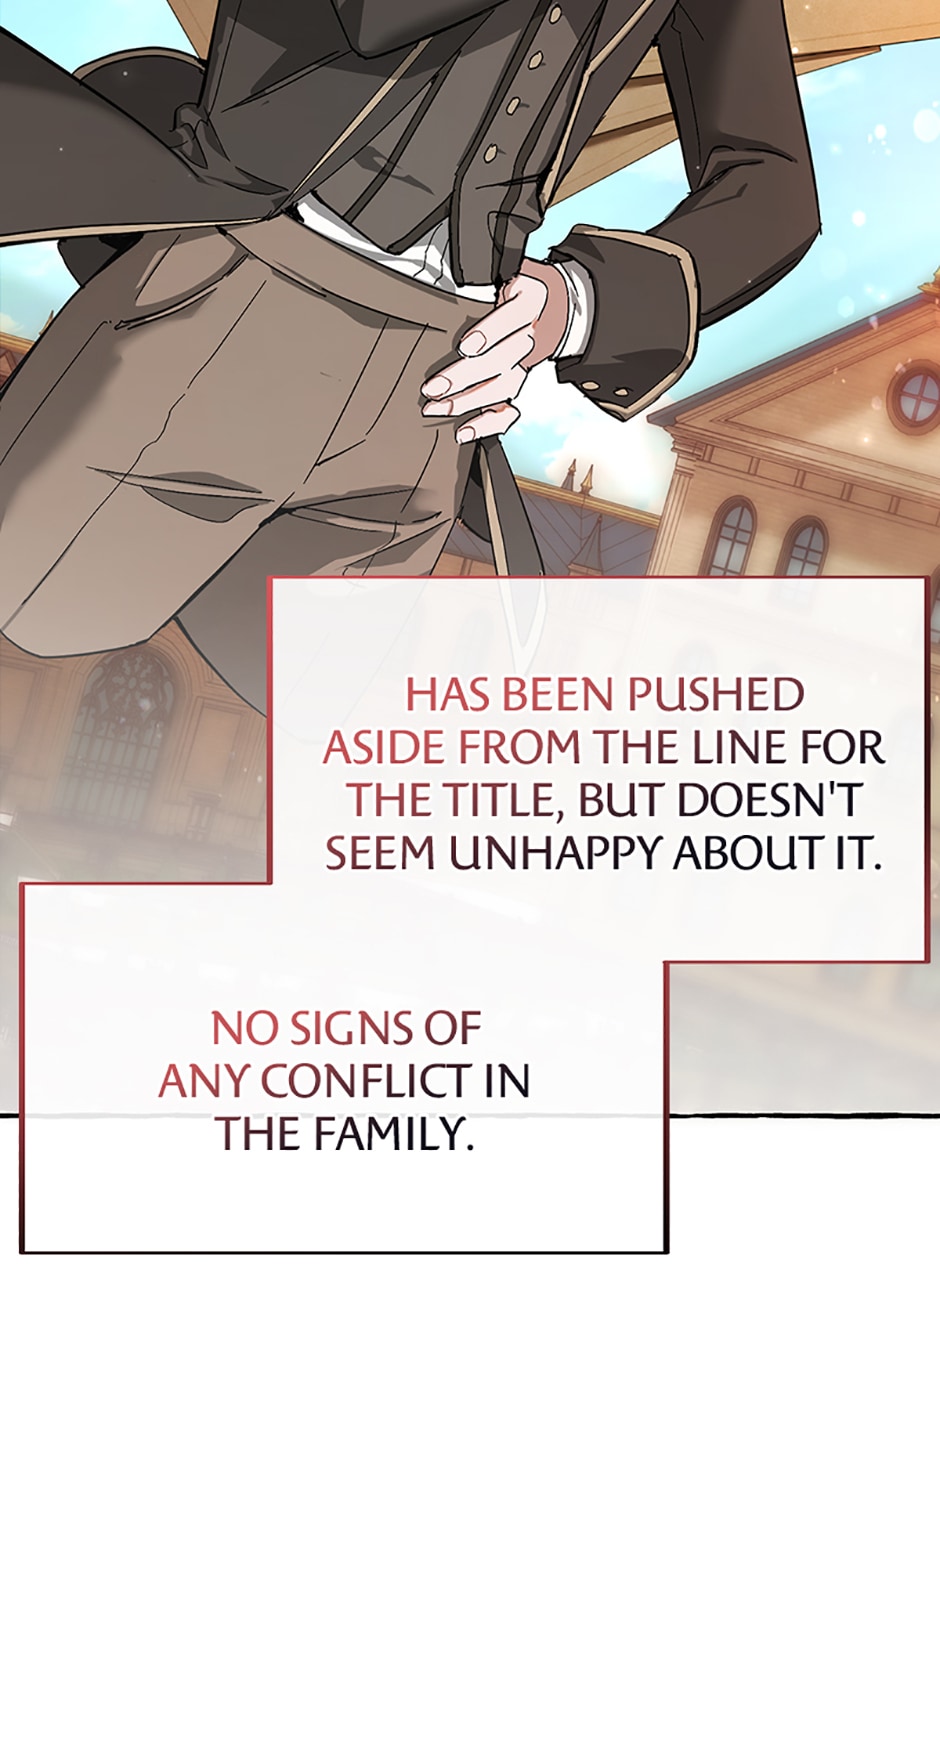 HAS BEEN PUSHED
ASIDE FROM THE LINE FOR
THE TITLE, BUT DOESN'T
SEEM UNHAPPY ABOUT IT.
NO SIGNS OF
ANY CONFLICT IN
THE FAMILY.